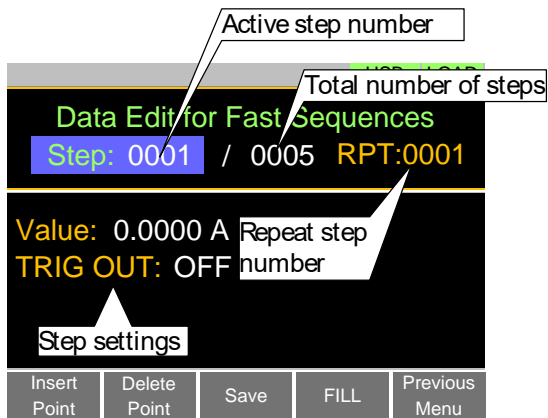 Active step number
Total number of steps
Data Edit for Fast Sequences
Step: 0001 / 0005 RPT:0001
Value: 0.0000 A
Repeat step
number
TRIG OUT: OFF
Step settings
Insert Point
Delete Point
Save
FILL
Previous Menu